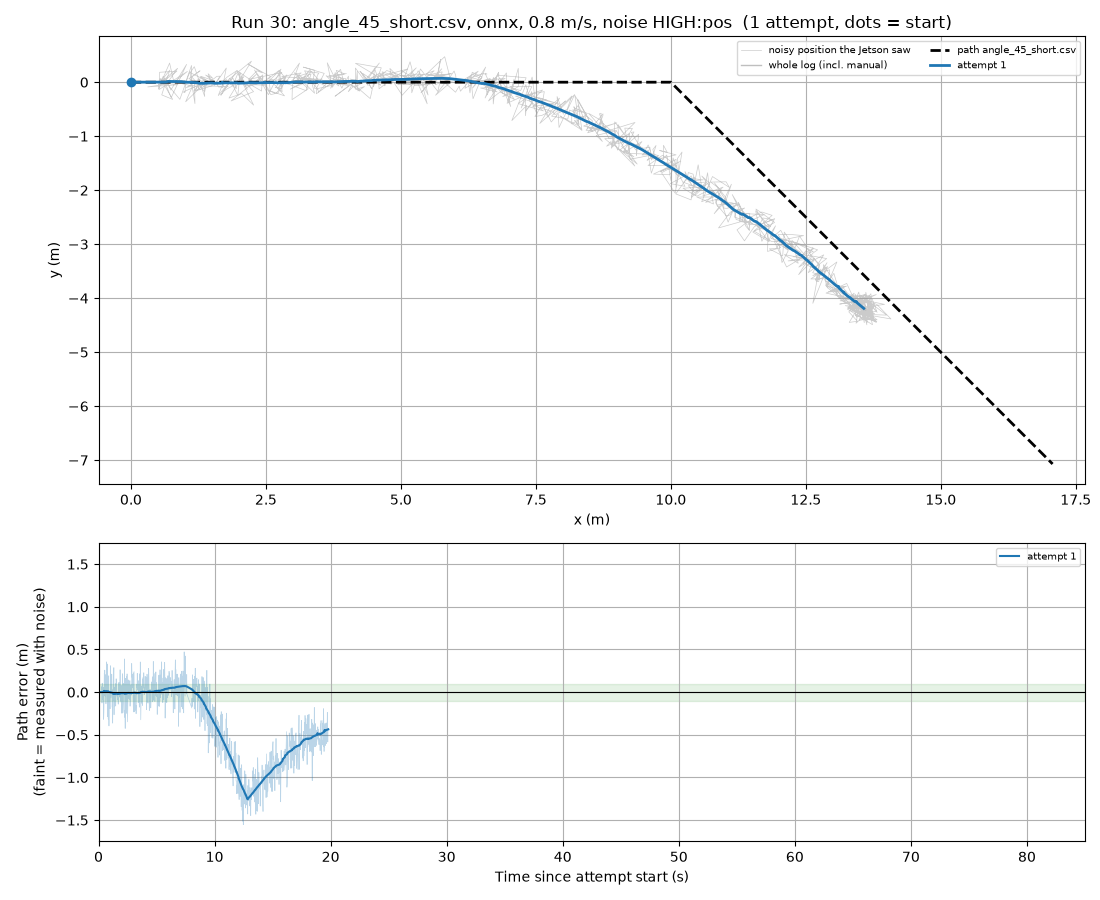 Run 30: angle_45_short.csv, onnx, 0.8 m/s, noise HIGH:pos  (1 attempt, dots = start)
noisy position the Jetson saw
whole log (incl. manual)
path angle_45_short.csv
attempt 1
0
−1
−2
−3
−4
−5
−6
−7
y (m)
0.0 2.5 5.0 7.5 10.0 12.5 15.0 17.5
x (m)
attempt 1
1.5
1.0
0.5
0.0
−0.5
−1.0
−1.5
Path error (m)
(faint = measured with noise)
0 10 20 30 40 50 60 70 80
Time since attempt start (s)